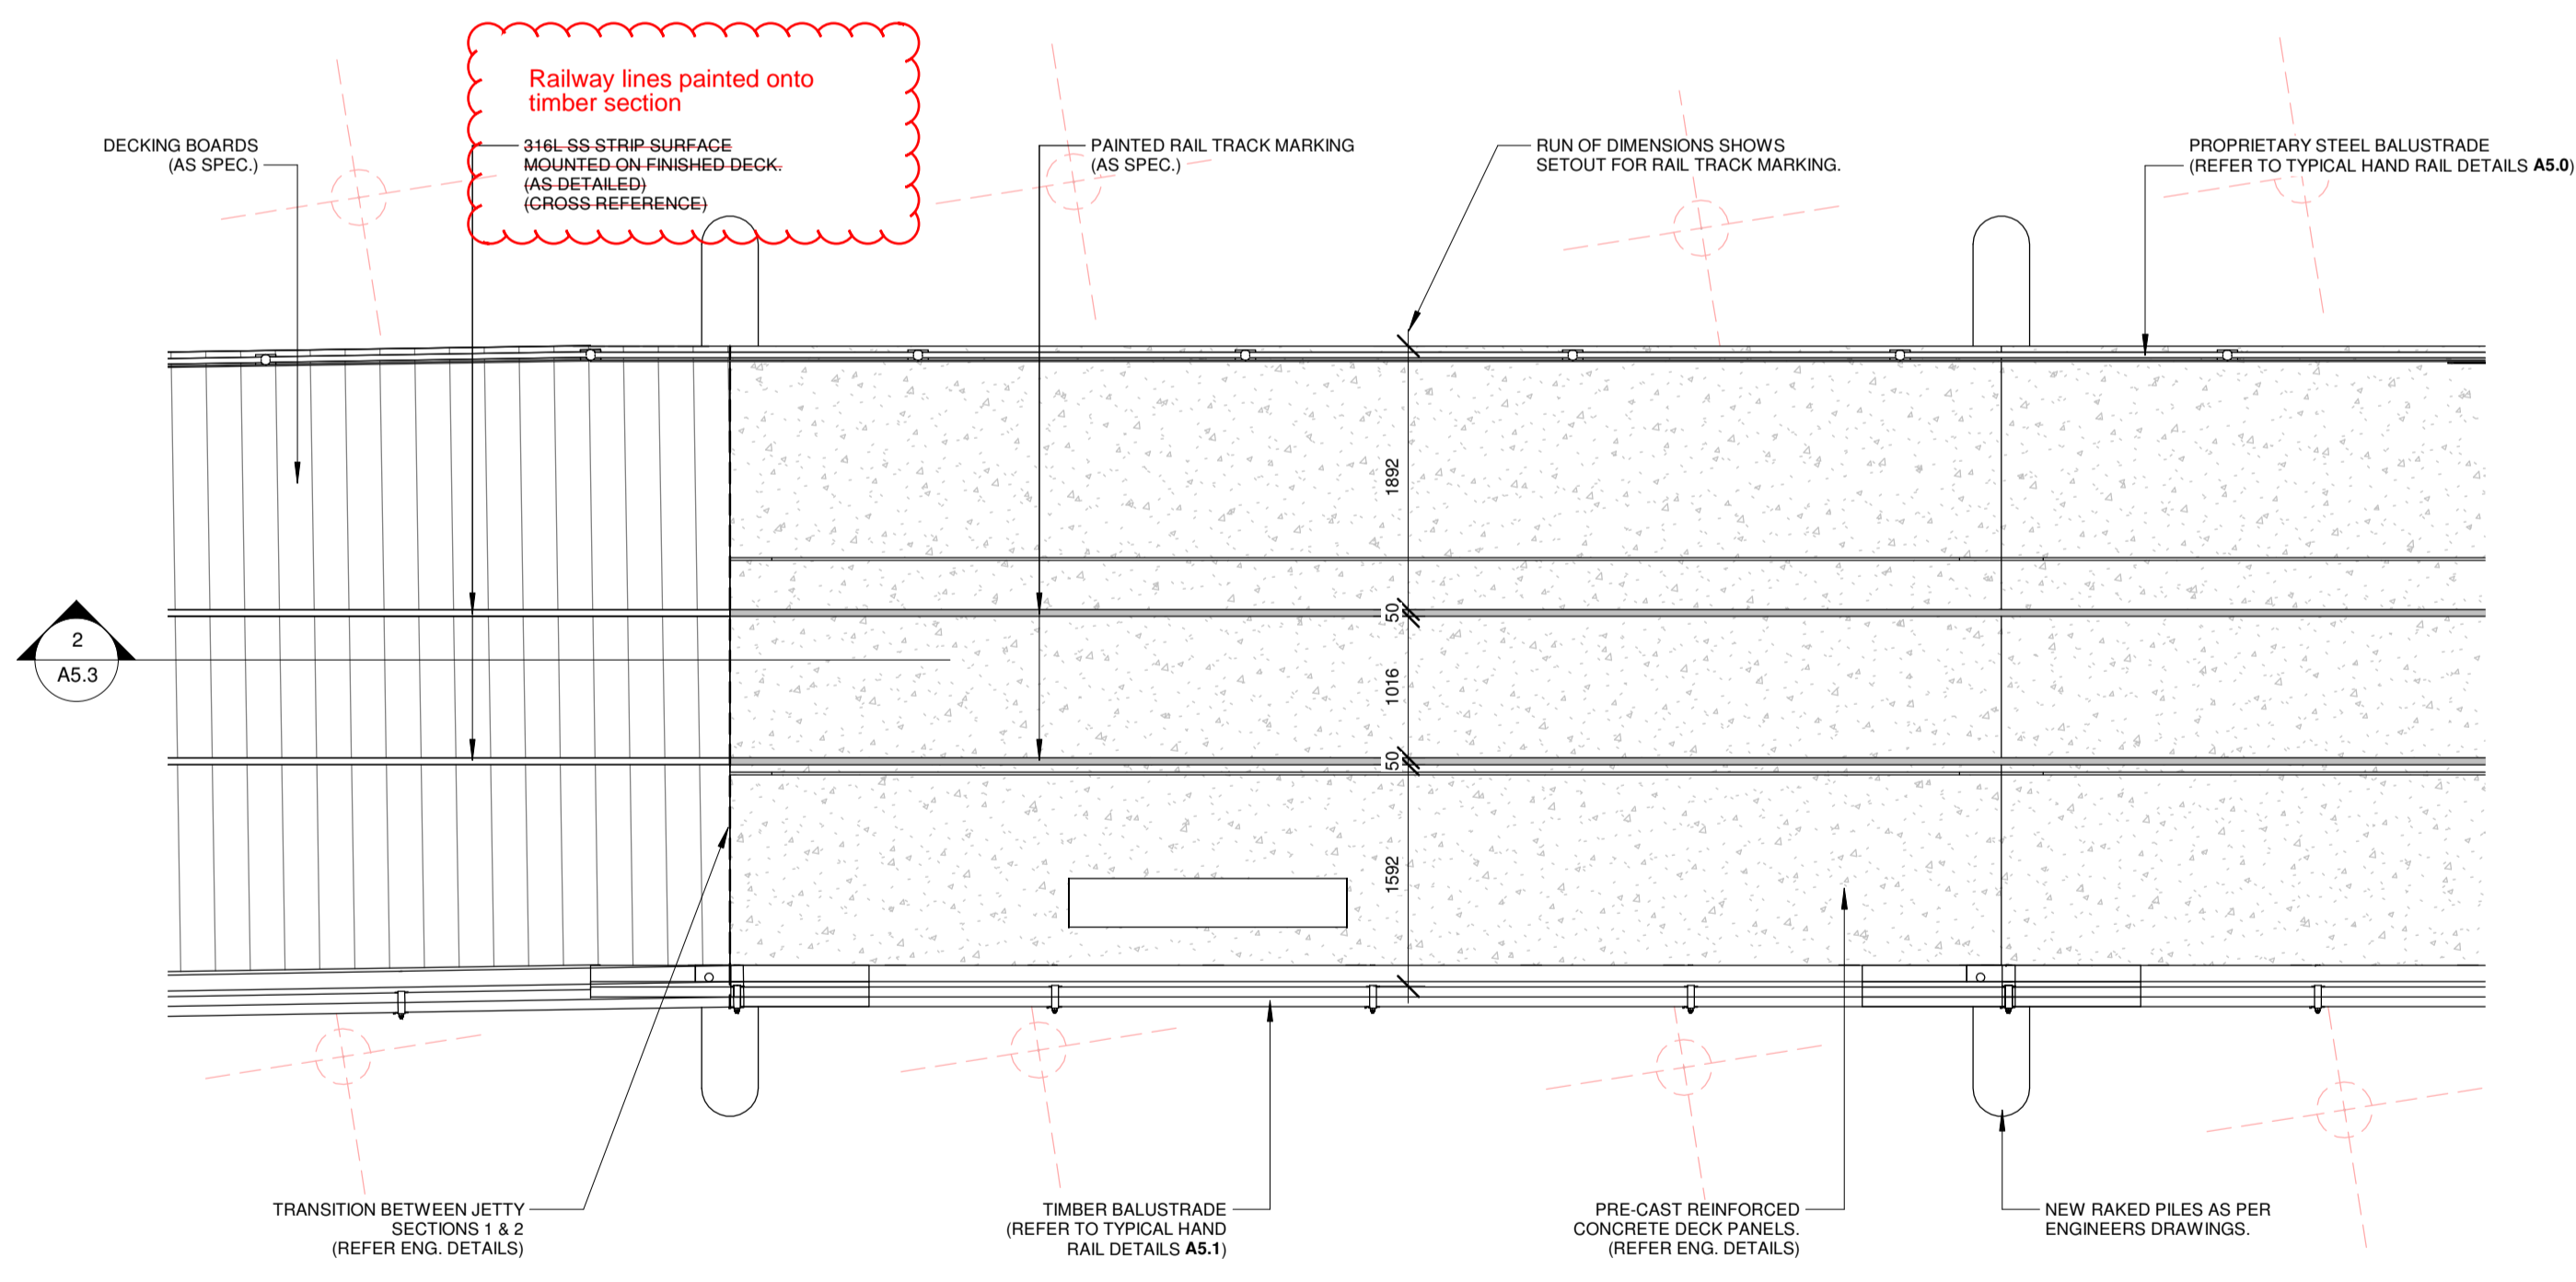 Railway lines painted onto
timber section
DECKING BOARDS
(AS SPEC.)
316L SS STRIP SURFACE
MOUNTED ON FINISHED DECK.
(AS DETAILED)
(CROSS REFERENCE)
PAINTED RAIL TRACK MARKING
(AS SPEC.)
RUN OF DIMENSIONS SHOWS
SETOUT FOR RAIL TRACK MARKING.
PROPRIETARY STEEL BALUSTRADE
(REFER TO TYPICAL HAND RAIL DETAILS A5.0)
1892
50
1016
50
1592
2
A5.3
TRANSITION BETWEEN JETTY
SECTIONS 1 & 2
(REFER ENG. DETAILS)
TIMBER BALUSTRADE
(REFER TO TYPICAL HAND
RAIL DETAILS A5.1)
PRE-CAST REINFORCED
CONCRETE DECK PANELS.
(REFER ENG. DETAILS)
NEW RAKED PILES AS PER
ENGINEERS DRAWINGS.